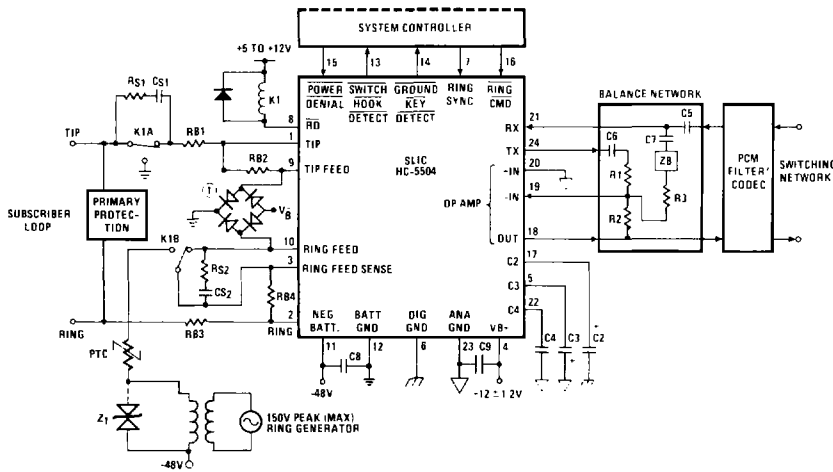 SYSTEM CONTROLLER
+5 TO +12V
15 13 14 7 16
RS1 CS1
K1
POWER DENIAL
SWITCH HOOK DETECT
GROUND KEY DETECT
RING SYNC
RING CMD
BALANCE NETWORK
8 RD
21 RX
C5
TIP
K1A
RB1
1 TIP
24 TX
C6
C7
ZB
RB2
9 TIP FEED
SLIC
HC-5504
20 -IN
R1
PCM FILTER/ CODEC
SWITCHING NETWORK
OP AMP
19 -IN
R3
VB
PRIMARY PROTEC- TION
SUBSCRIBER LOOP
R2
K1B
10 RING FEED
OUT 18
RS2
3 RING FEED SENSE
C2 17
CS2
C3 5
RB4
C4 22
RING
RB3
2 RING
NEG BATT.
BATT GND
DIG GND
ANA GND
VB-
C4 C3 C2
+ +
PTC
11 12 6 23 4
C8
C9
-48V
-12 ± 1.2V
Z1
150V PEAK (MAX)
RING GENERATOR
-48V